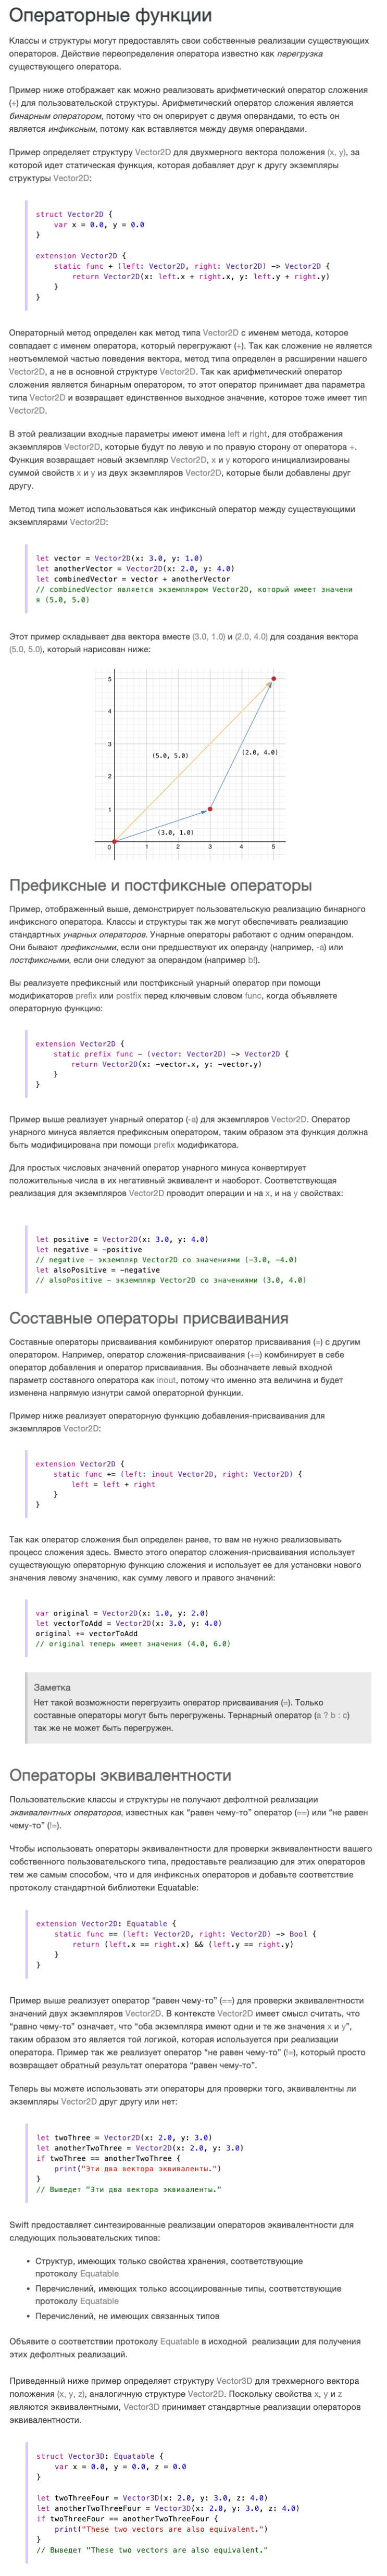 Операторные функции
Классы и структуры могут предоставлять свои собственные реализации существующих
операторов. Действие переопределения оператора известно как перегрузка
существующего оператора.
Пример ниже отображает как можно реализовать арифметический оператор сложения
(+) для пользовательской структуры. Арифметический оператор сложения является
бинарным оператором, потому что он оперирует с двумя операндами, то есть он
является инфиксным, потому как вставляется между двумя операндами.
Пример определяет структуру Vector2D для двухмерного вектора положения (x, y), за
которой идет статическая функция, которая добавляет друг к другу экземпляры
структуры Vector2D:
struct Vector2D {
var x = 0.0, y = 0.0
}
extension Vector2D {
static func + (left: Vector2D, right: Vector2D) -> Vector2D {
return Vector2D(x: left.x + right.x, y: left.y + right.y)
}
}
Операторный метод определен как метод типа Vector2D с именем метода, которое
совпадает с именем оператора, который перегружают (+). Так как сложение не является
неотъемлемой частью поведения вектора, метод типа определен в расширении нашего
Vector2D, а не в основной структуре Vector2D. Так как арифметический оператор
сложения является бинарным оператором, то этот оператор принимает два параметра
типа Vector2D и возвращает единственное выходное значение, которое тоже имеет тип
Vector2D.
В этой реализации входные параметры имеют имена left и right, для отображения
экземпляров Vector2D, которые будут по левую и по правую сторону от оператора +.
Функция возвращает новый экземпляр Vector2D, x и y которого инициализированы
суммой свойств x и y из двух экземпляров Vector2D, которые были добавлены друг
другу.
Метод типа может использоваться как инфиксный оператор между существующими
экземплярами Vector2D:
let vector = Vector2D(x: 3.0, y: 1.0)
let anotherVector = Vector2D(x: 2.0, y: 4.0)
let combinedVector = vector + anotherVector
// combinedVector является экземпляром Vector2D, который имеет значени
я (5.0, 5.0)
Этот пример складывает два вектора вместе (3.0, 1.0) и (2.0, 4.0) для создания вектора
(5.0, 5.0), который нарисован ниже:
5
4
3
(5.0, 5.0)
(2.0, 4.0)
2
1
(3.0, 1.0)
0
1
2
3
4
5
Префиксные и постфиксные операторы
Пример, отображенный выше, демонстрирует пользовательскую реализацию бинарного
инфиксного оператора. Классы и структуры так же могут обеспечивать реализацию
стандартных унарных операторов. Унарные операторы работают с одним операндом.
Они бывают префиксными, если они предшествуют их операнду (например, -a) или
постфиксными, если они следуют за операндом (например b!).
Вы реализуете префиксный или постфиксный унарный оператор при помощи
модификаторов prefix или postfix перед ключевым словом func, когда объявляете
операторную функцию:
extension Vector2D {
static prefix func - (vector: Vector2D) -> Vector2D {
return Vector2D(x: -vector.x, y: -vector.y)
}
}
Пример выше реализует унарный оператор (-a) для экземпляров Vector2D. Оператор
унарного минуса является префиксным оператором, таким образом эта функция должна
быть модифицирована при помощи prefix модификатора.
Для простых числовых значений оператор унарного минуса конвертирует
положительные числа в их негативный эквивалент и наоборот. Соответствующая
реализация для экземпляров Vector2D проводит операции и на x, и на y свойствах:
let positive = Vector2D(x: 3.0, y: 4.0)
let negative = -positive
// negative - экземпляр Vector2D со значениями (-3.0, -4.0)
let alsoPositive = -negative
// alsoPositive - экземпляр Vector2D со значениями (3.0, 4.0)
Составные операторы присваивания
Составные операторы присваивания комбинируют оператор присваивания (=) с другим
оператором. Например, оператор сложения-присваивания (+=) комбинирует в себе
оператор добавления и оператор присваивания. Вы обозначаете левый входной
параметр составного оператора как inout, потому что именно эта величина и будет
изменена напрямую изнутри самой операторной функции.
Пример ниже реализует операторную функцию добавления-присваивания для
экземпляров Vector2D:
extension Vector2D {
static func += (left: inout Vector2D, right: Vector2D) {
left = left + right
}
}
Так как оператор сложения был определен ранее, то вам не нужно реализовывать
процесс сложения здесь. Вместо этого оператор сложения-присваивания использует
существующую операторную функцию сложения и использует ее для установки нового
значения левому значению, как сумму левого и правого значений:
var original = Vector2D(x: 1.0, y: 2.0)
let vectorToAdd = Vector2D(x: 3.0, y: 4.0)
original += vectorToAdd
// original теперь имеет значения (4.0, 6.0)
Заметка
Нет такой возможности перегрузить оператор присваивания (=). Только
составные операторы могут быть перегружены. Тернарный оператор (a ? b : c)
так же не может быть перегружен.
Операторы эквивалентности
Пользовательские классы и структуры не получают дефолтной реализации
эквивалентных операторов, известных как “равен чему-то” оператор (==) или “не равен
чему-то” (!=).
Чтобы использовать операторы эквивалентности для проверки эквивалентности вашего
собственного пользовательского типа, предоставьте реализацию для этих операторов
тем же самым способом, что и для инфиксных операторов и добавьте соответствие
протоколу стандартной библиотеки Equatable:
extension Vector2D: Equatable {
static func == (left: Vector2D, right: Vector2D) -> Bool {
return (left.x == right.x) && (left.y == right.y)
}
}
Пример выше реализует оператор “равен чему-то” (==) для проверки эквивалентности
значений двух экземпляров Vector2D. В контексте Vector2D имеет смысл считать, что
“равно чему-то” означает, что “оба экземпляра имеют одни и те же значения x и y”,
таким образом это является той логикой, которая используется при реализации
оператора. Пример так же реализует оператор “не равен чему-то” (!=), который просто
возвращает обратный результат оператора “равен чему-то”.
Теперь вы можете использовать эти операторы для проверки того, эквивалентны ли
экземпляры Vector2D друг другу или нет:
let twoThree = Vector2D(x: 2.0, y: 3.0)
let anotherTwoThree = Vector2D(x: 2.0, y: 3.0)
if twoThree == anotherTwoThree {
print("Эти два вектора эквиваленты.")
}
// Выведет "Эти два вектора эквиваленты."
Swift предоставляет синтезированные реализации операторов эквивалентности для
следующих пользовательских типов:
• Структур, имеющих только свойства хранения, соответствующие
протоколу Equatable
• Перечислений, имеющих только ассоциированные типы, соответствующие
протоколу Equatable
• Перечислений, не имеющих связанных типов
Объявите о соответствии протоколу Equatable в исходной реализации для получения
этих дефолтных реализаций.
Приведенный ниже пример определяет структуру Vector3D для трехмерного вектора
положения (x, y, z), аналогичную структуре Vector2D. Поскольку свойства x, y и z
являются эквивалентными, Vector3D принимает стандартные реализации операторов
эквивалентности.
struct Vector3D: Equatable {
var x = 0.0, y = 0.0, z = 0.0
}
let twoThreeFour = Vector3D(x: 2.0, y: 3.0, z: 4.0)
let anotherTwoThreeFour = Vector3D(x: 2.0, y: 3.0, z: 4.0)
if twoThreeFour == anotherTwoThreeFour {
print("These two vectors are also equivalent.")
}
// Выведет "These two vectors are also equivalent."